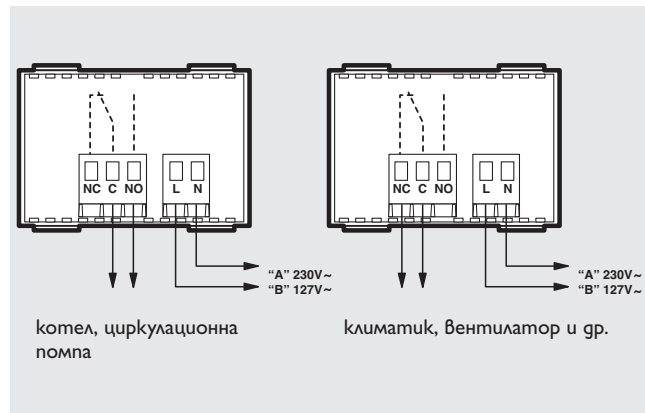 NC C NO L N
“A” 230V~
“B” 127V~
котел, циркулационна
помпа
NC C NO L N
“A” 230V~
“B” 127V~
климатик, вентилатор и др.